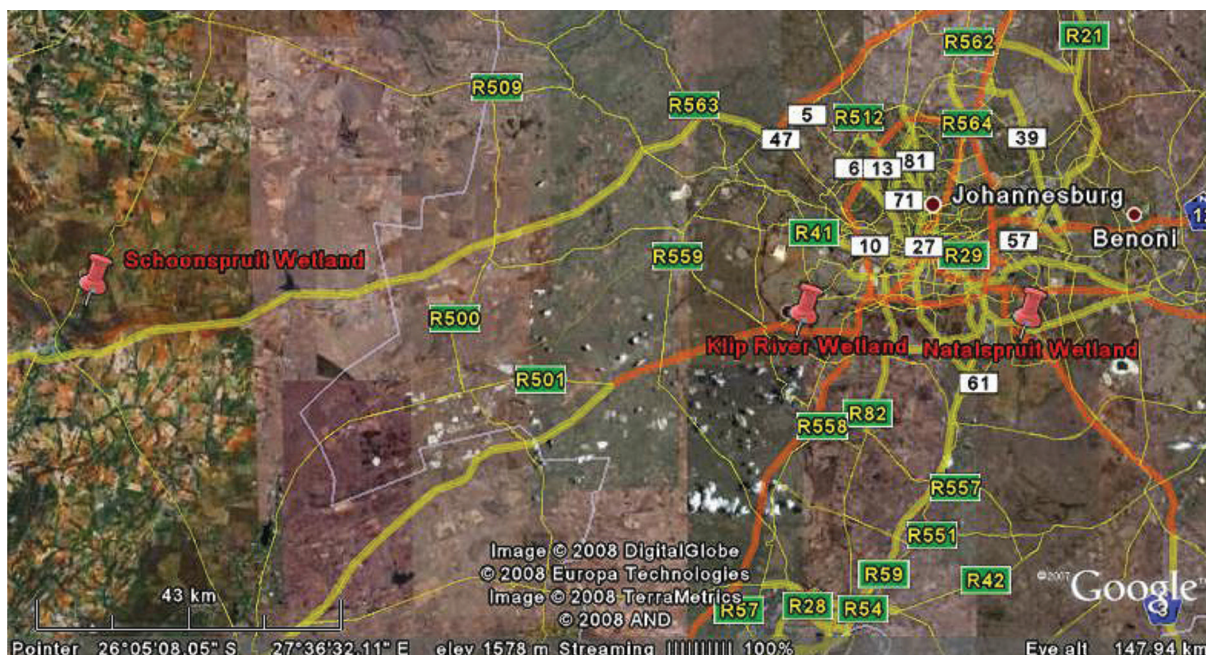 R562
R21
R509
R563
5
R512
R564
47
39
6
13
81
71
Johannesburg
Benoni
R41
10
27
R29
57
Schoonspruit Wetland
R559
R500
Klip River Wetland
Natalspruit Wetland
R501
61
R558
R82
R557
R551
Image © 2008 DigitalGlobe
© 2008 Europa Technologies
Image © 2008 TerraMetrics
© 2008 AND
R59
R42
©2007 Google™
43 km
R57
R28
R54
3
Pointer 26°05'08.05" S 27°36'32.11" E elev 1578 m Streaming |||||||||| 100% Eye alt 147.94 km